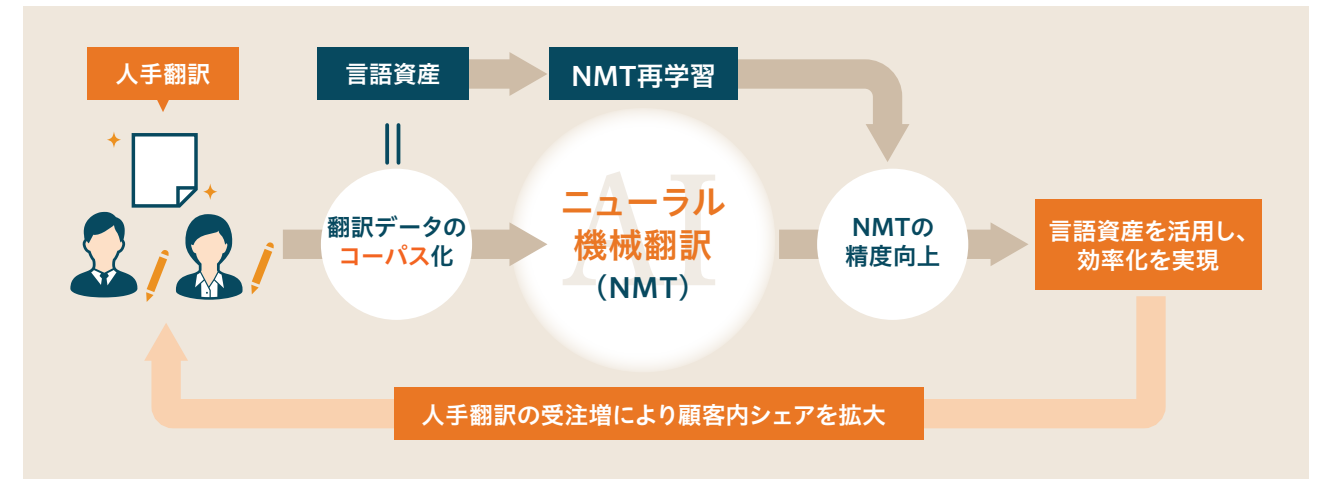 人手翻訳
言語資産
NMT再学習
翻訳データの
コーパス化
AI
ニューラル
機械翻訳
（NMT）
NMTの
精度向上
言語資産を活用し、
効率化を実現
人手翻訳の受注増により顧客内シェアを拡大